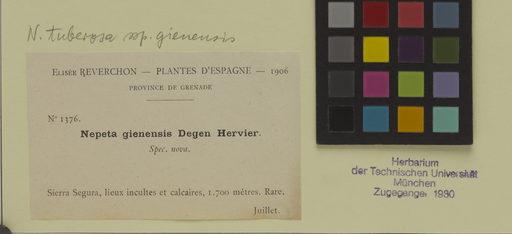 N. tuberosa ssp. gienensis
Elisée REVERCHON — PLANTES D'ESPAGNE — 1906
PROVINCE DE GRENADE
No 1376.
Nepeta gienensis Degen Hervier.
Spec. nova.
Sierra Segura, lieux incultes et calcaires, 1.700 mètres. Rare.
Juillet.
Herbarium
der Technischen Universität
München
Zugegangen 1980